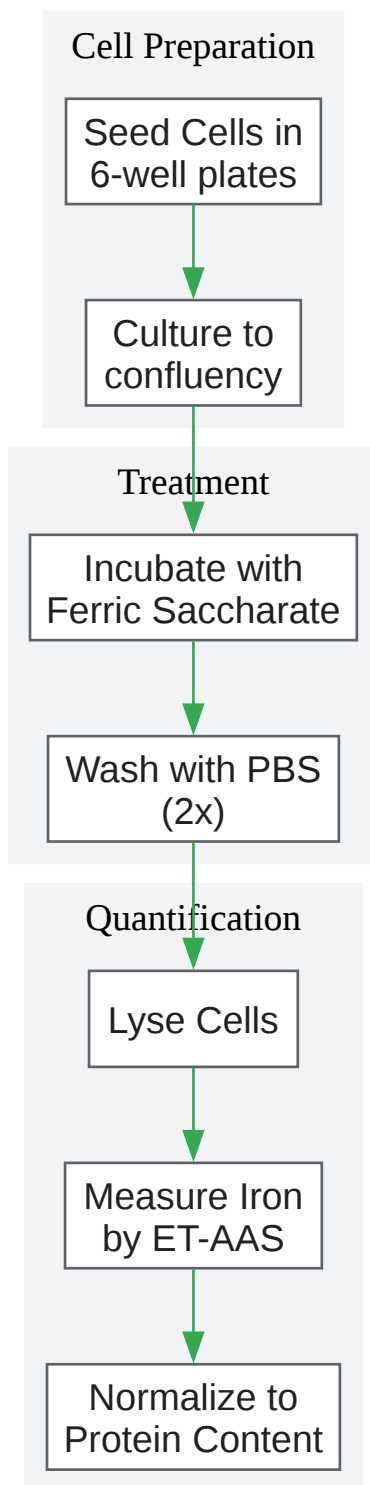 Cell Preparation
Seed Cells in
6-well plates
Culture to
confluency
Treatment
Incubate with
Ferric Saccharate
Wash with PBS
(2x)
Quantification
Lyse Cells
Measure Iron
by ET-AAS
Normalize to
Protein Content